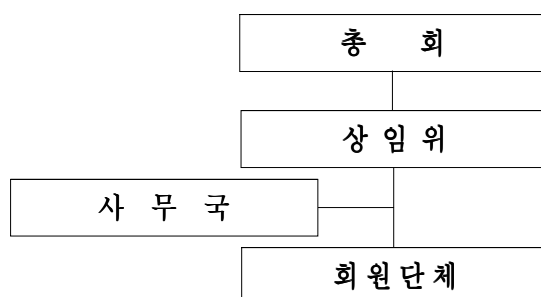 총 회
상 임 위
사 무 국
회 원 단 체